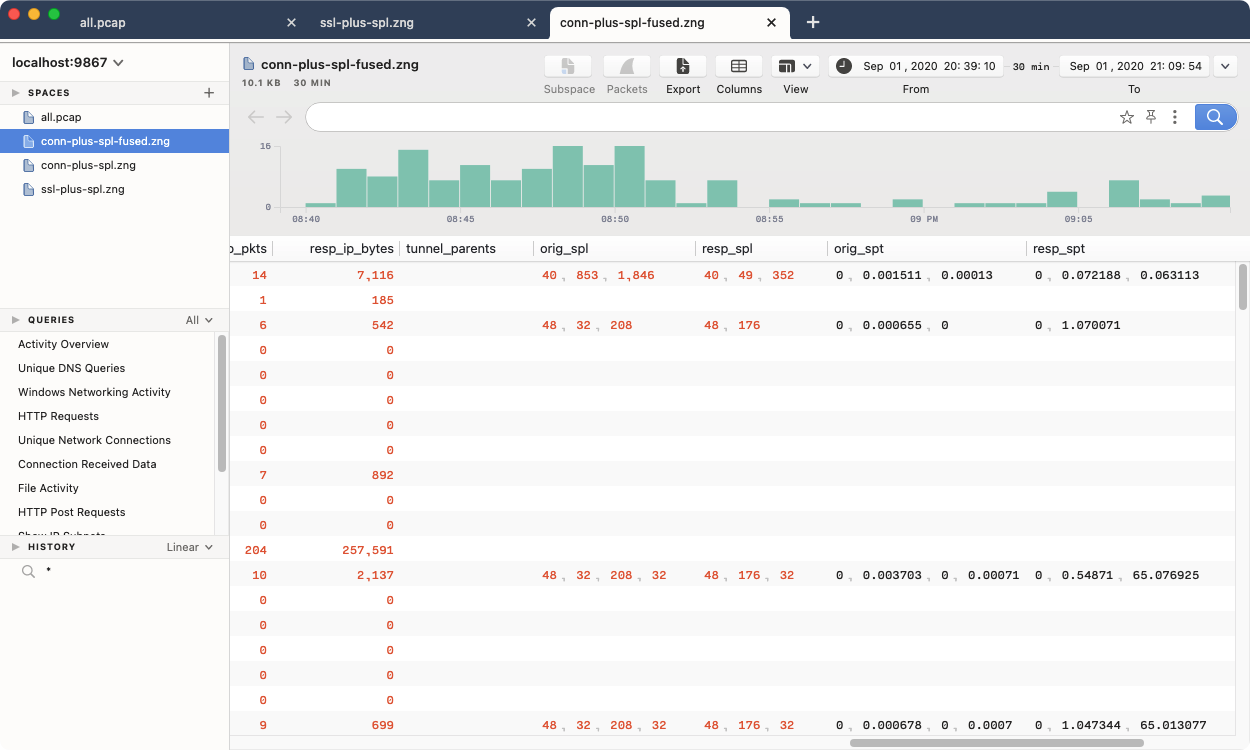 all.pcap ✕ ssl-plus-spl.zng ✕ conn-plus-spl-fused.zng ✕ +
localhost:9867
SPACES +
all.pcap
conn-plus-spl-fused.zng
conn-plus-spl.zng
ssl-plus-spl.zng
QUERIES All
Activity Overview
Unique DNS Queries
Windows Networking Activity
HTTP Requests
Unique Network Connections
Connection Received Data
File Activity
HTTP Post Requests
HISTORY Linear
*
conn-plus-spl-fused.zng
10.1 KB 30 MIN
Subspace Packets Export Columns View
Sep 01, 2020 20:39:10 30 min Sep 01, 2020 21:09:54
From To
16
0
08:40 08:45 08:50 08:55 09 PM 09:05
p_pkts resp_ip_bytes tunnel_parents orig_spl resp_spl orig_spt resp_spt
14 7,116 40 , 853 , 1,846 40 , 49 , 352 0 , 0.001511 , 0.00013 0 , 0.072188 , 0.063113
1 185
6 542 48 , 32 , 208 48 , 176 0 , 0.000655 , 0 0 , 1.070071
0 0
0 0
0 0
0 0
0 0
7 892
0 0
0 0
204 257,591
10 2,137 48 , 32 , 208 , 32 48 , 176 , 32 0 , 0.003703 , 0 , 0.00071 0 , 0.54871 , 65.076925
0 0
0 0
0 0
0 0
0 0
9 699 48 , 32 , 208 , 32 48 , 176 , 32 0 , 0.000678 , 0 , 0.0007 0 , 1.047344 , 65.013077